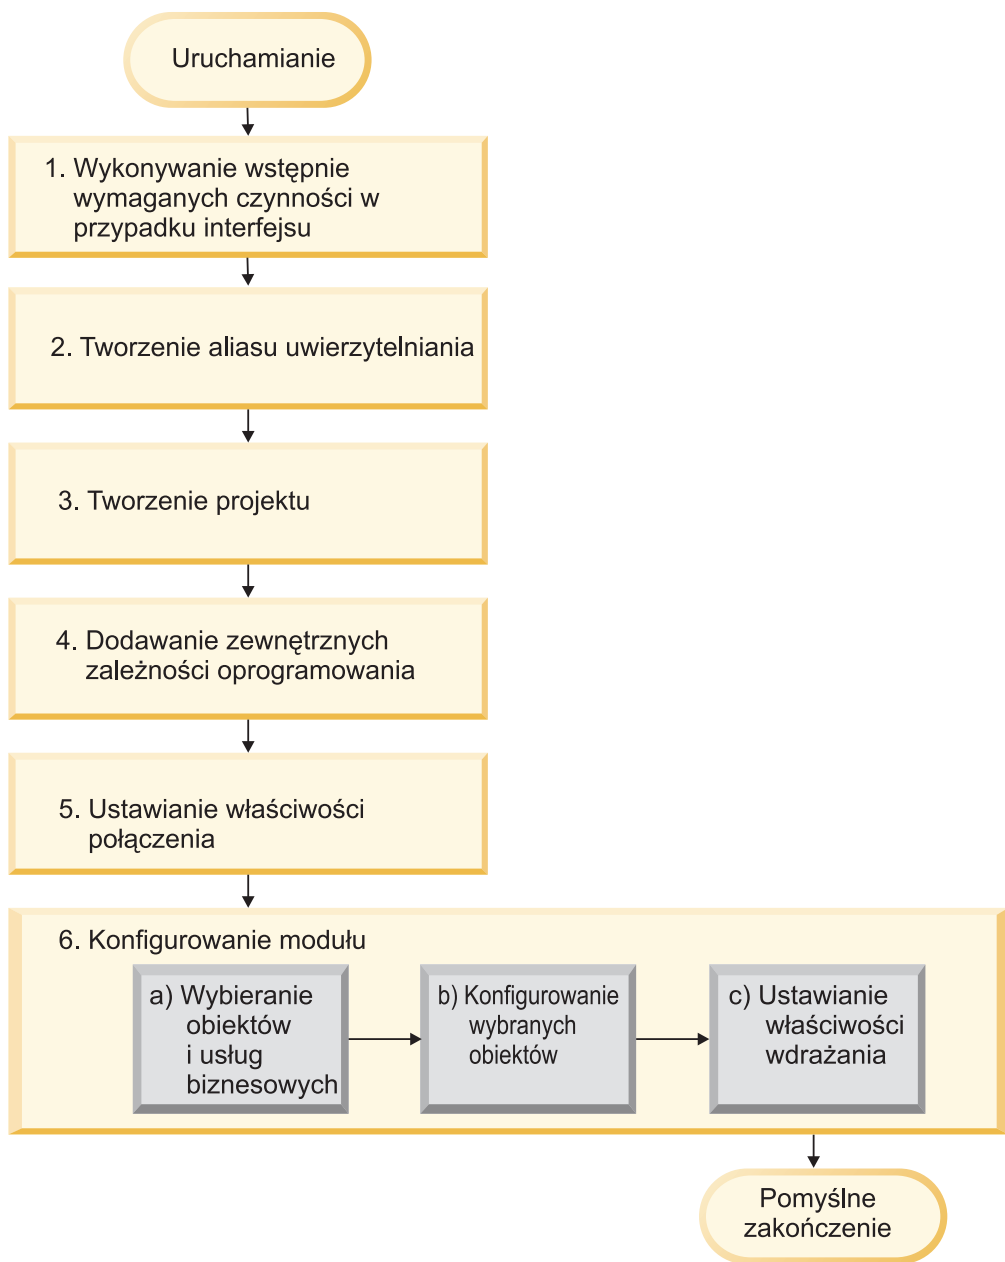 Uruchamianie
1. Wykonywanie wstępnie
wymaganych czynności w
przypadku interfejsu
2. Tworzenie aliasu uwierzytelniania
3. Tworzenie projektu
4. Dodawanie zewnętrznych
zależności oprogramowania
5. Ustawianie właściwości
połączenia
6. Konfigurowanie modułu
a) Wybieranie
obiektów
i usług
biznesowych
b) Konfigurowanie
wybranych
obiektów
c) Ustawianie
właściwości
wdrażania
Pomyślne
zakończenie